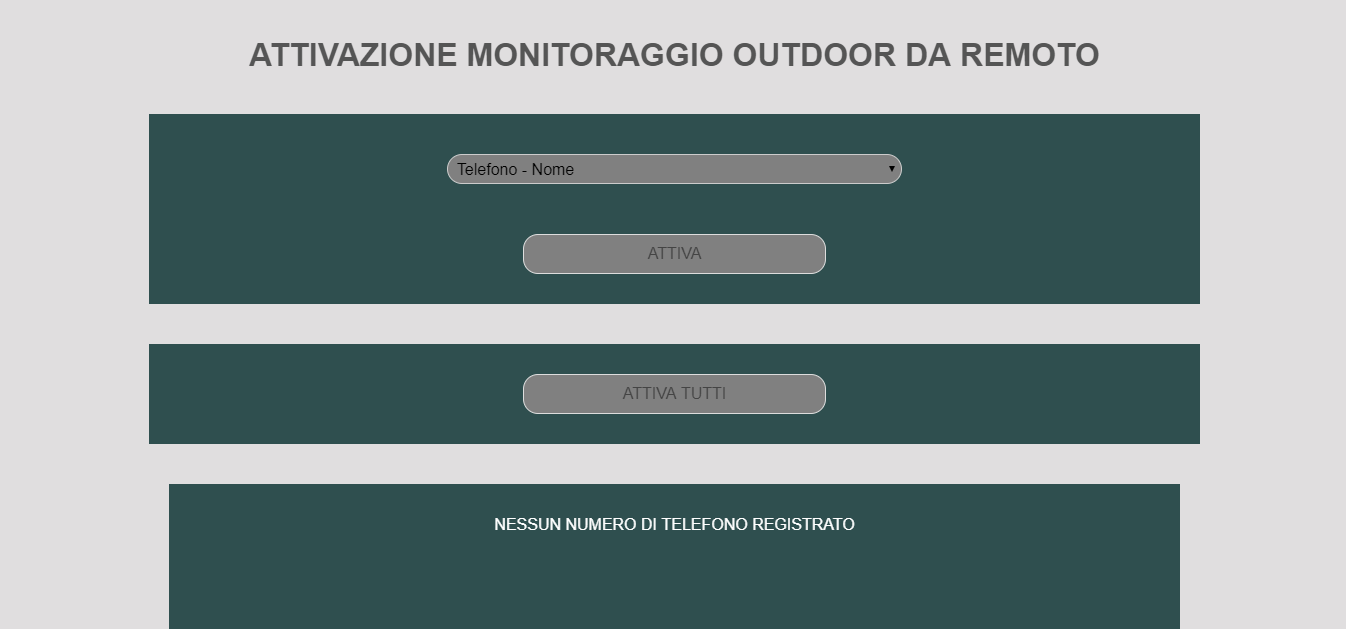 ATTIVAZIONE MONITORAGGIO OUTDOOR DA REMOTO
Telefono - Nome
ATTIVA
ATTIVA TUTTI
NESSUN NUMERO DI TELEFONO REGISTRATO